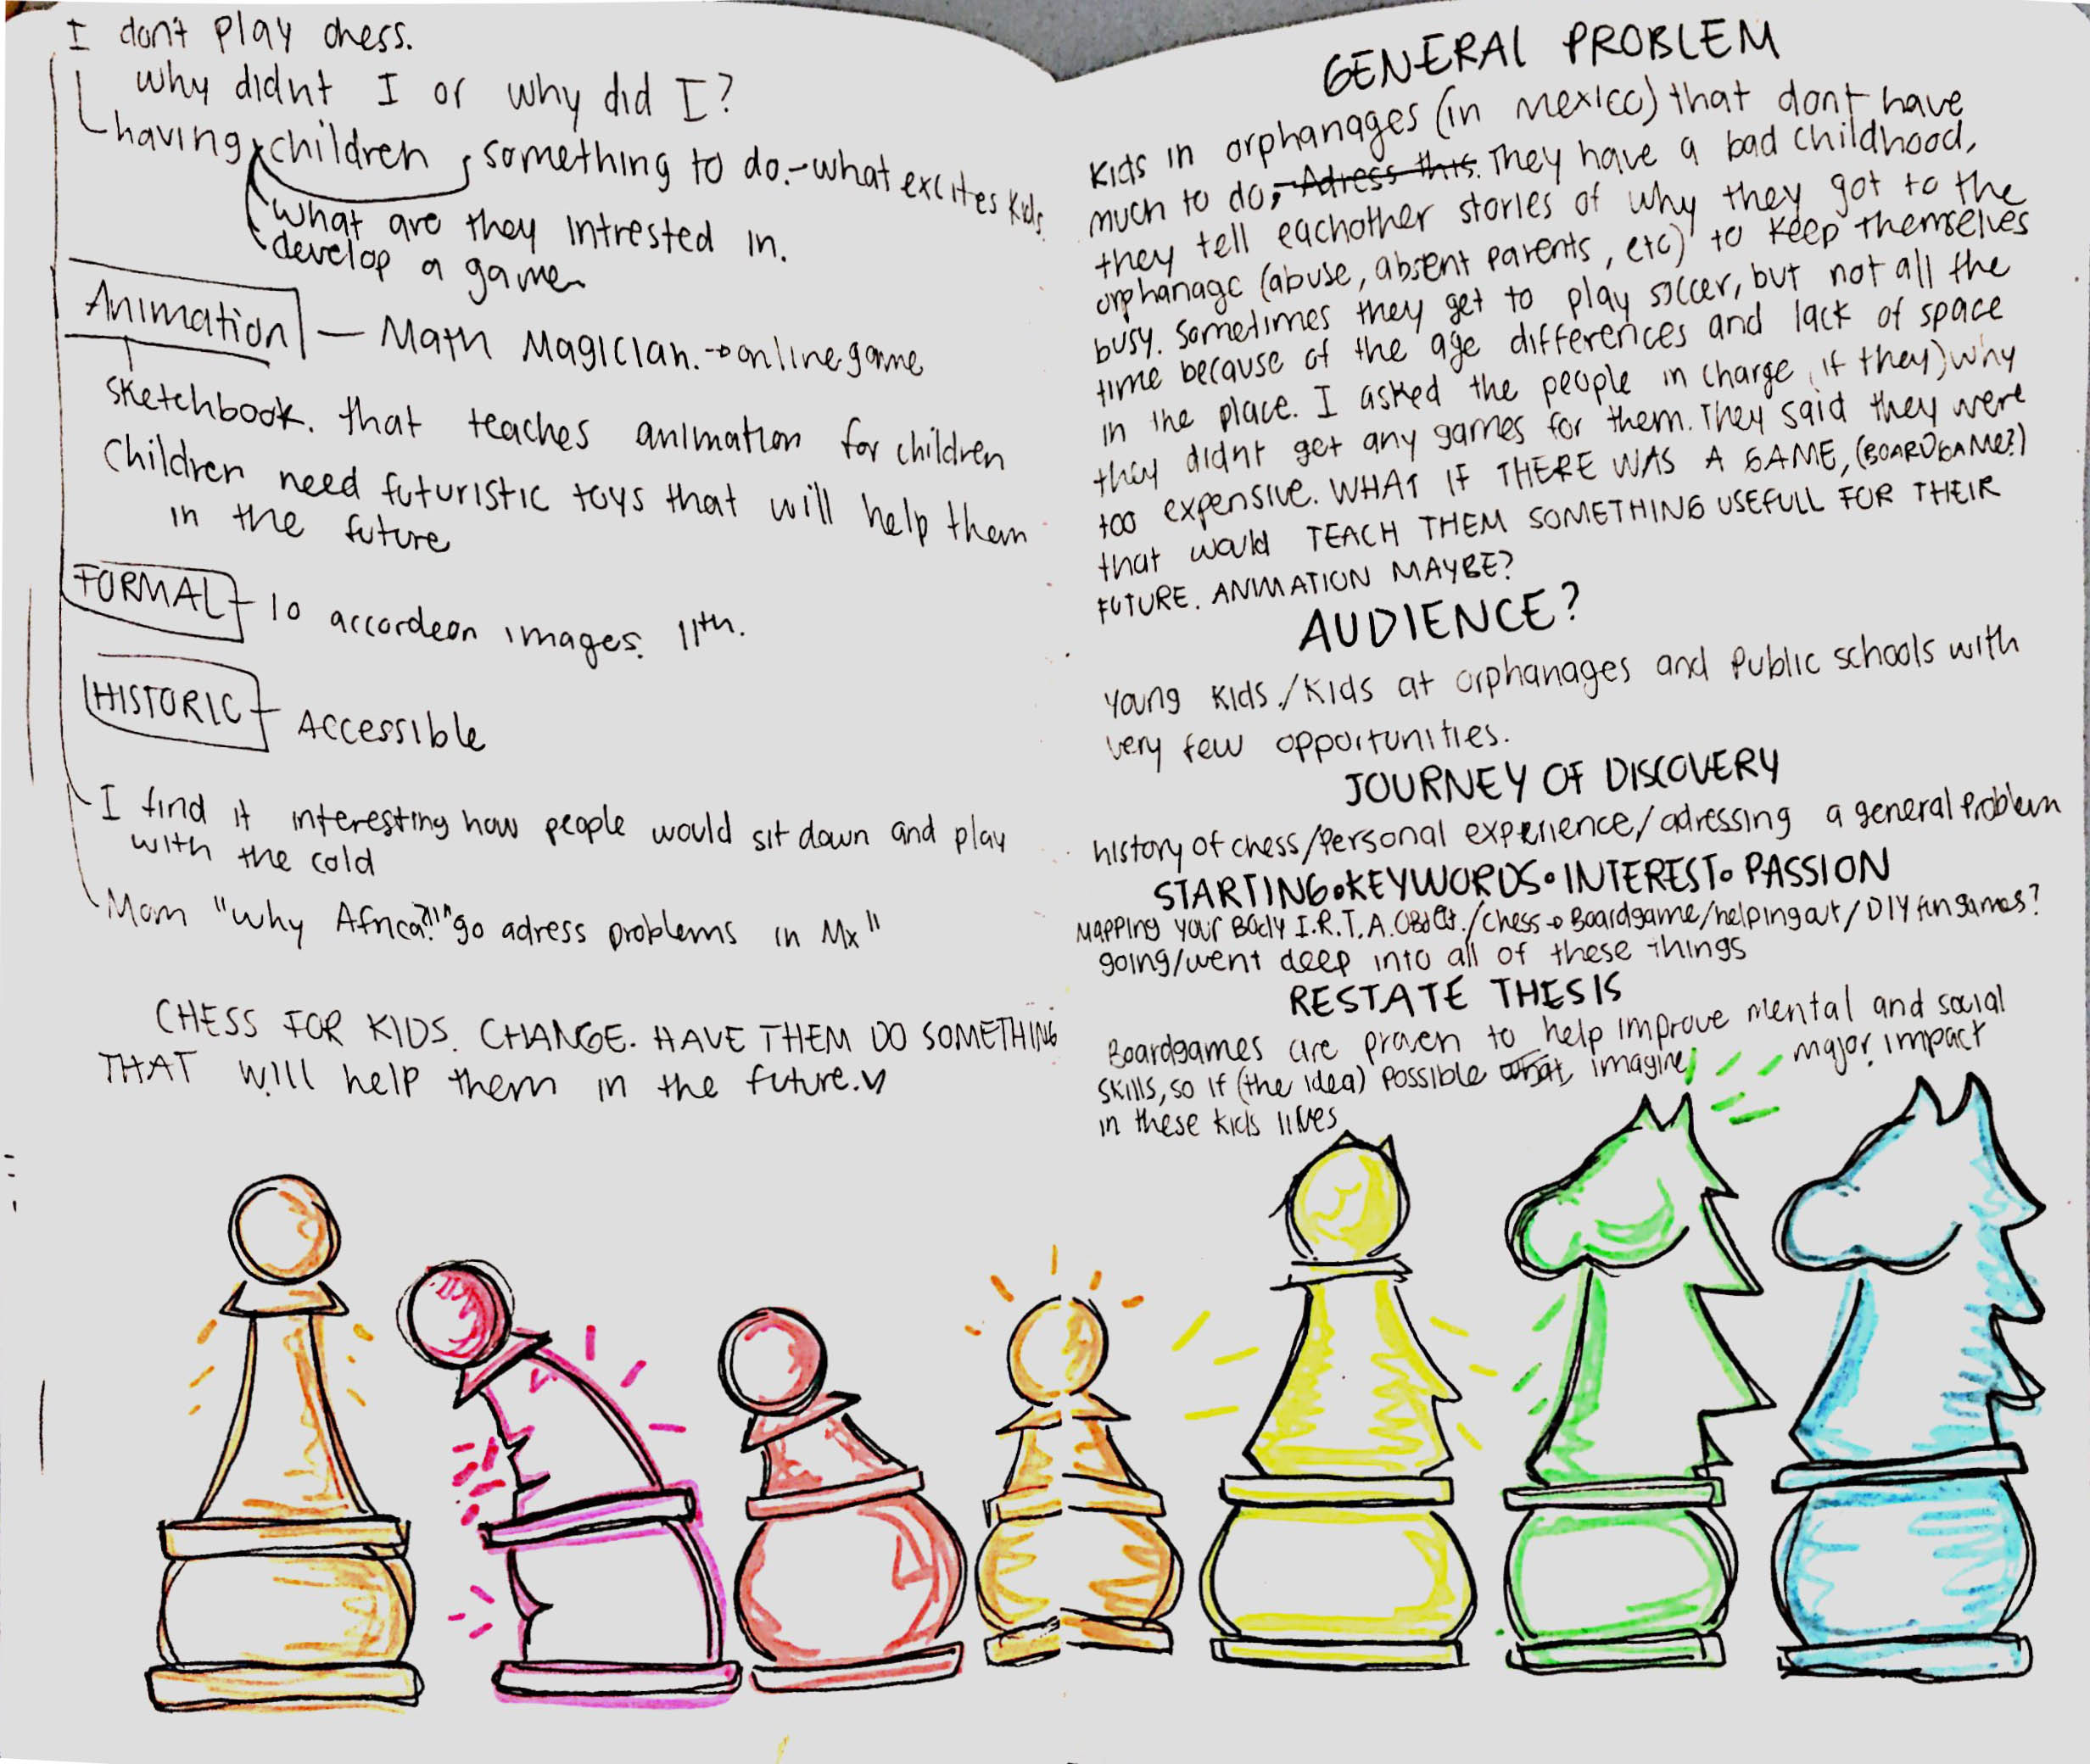 I dont play chess.
why didnt I or why did I?
having children, something to do.-what excites kids.
what are they intrested in.
develop a game
Animation — Math Magician. → online game
sketchbook. that teaches animation for children
Children need futuristic toys that will help them
in the future
FORMAL - 10 accordeon images. 11th.
HISTORIC - Accessible
I find it interesting how people would sit down and play
with the cold
Mom "why Africa?!" "go adress problems in Mx"
CHESS FOR KIDS. CHANGE. HAVE THEM DO SOMETHING
THAT will help them in the future.
GENERAL PROBLEM
Kids in orphanages (in Mexico) that dont have
much to do, Adress this. They have a bad childhood,
they tell eachother stories of why they got to the
orphanage (abuse, absent parents, etc) to keep themselves
busy. Sometimes they get to play soccer, but not all the
time because of the age differences and lack of space
in the place. I asked the people in charge, if they) why
they didnt get any games for them. They said they were
too expensive. WHAT IF THERE WAS A GAME, (BOARDGAME?)
that would TEACH THEM SOMETHING USEFULL FOR THEIR
FUTURE. ANIMATION MAYBE?
AUDIENCE?
Young kids./kids at orphanages and public schools with
very few opportunities.
JOURNEY OF DISCOVERY
history of chess/personal experience/adressing a general problem
STARTING•KEYWORDS•INTEREST•PASSION
Mapping your Body I.R.T.A. Object./Chess → Boardgame/helping out/DIY fun games?
going/went deep into all of these things
RESTATE THESIS
Boardgames are proven to help improve mental and social
skills, so if (the idea) possible what, imagine major impact
in these kids lives